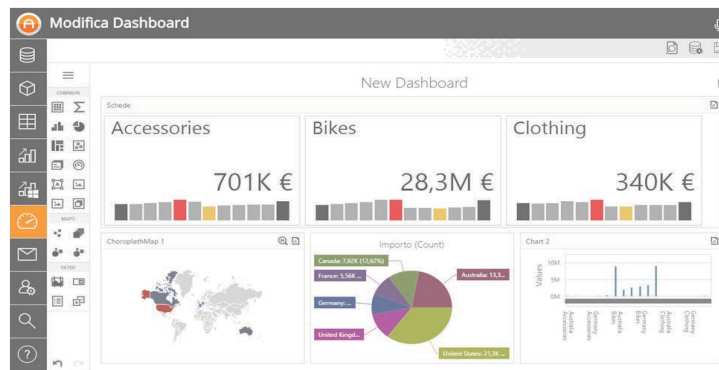 Modifica Dashboard
New Dashboard
COMMON
MAPS
FILTER
Schede
Accessories
701K €
Bikes
28,3M €
Clothing
340K €
ChoroplethMap 1
Importo (Count)
Canada: 7,62K (12,62%)
France: 5,56K ...
Germany: ...
United Kingd...
Australia: 13,3...
United States: 21,3K ...
Chart 2
Values
10M
5M
0M
Australia Accessories
Germany Accessories
Australia Bikes
Germany Bikes
Australia Clothing
Germany Clothing
?